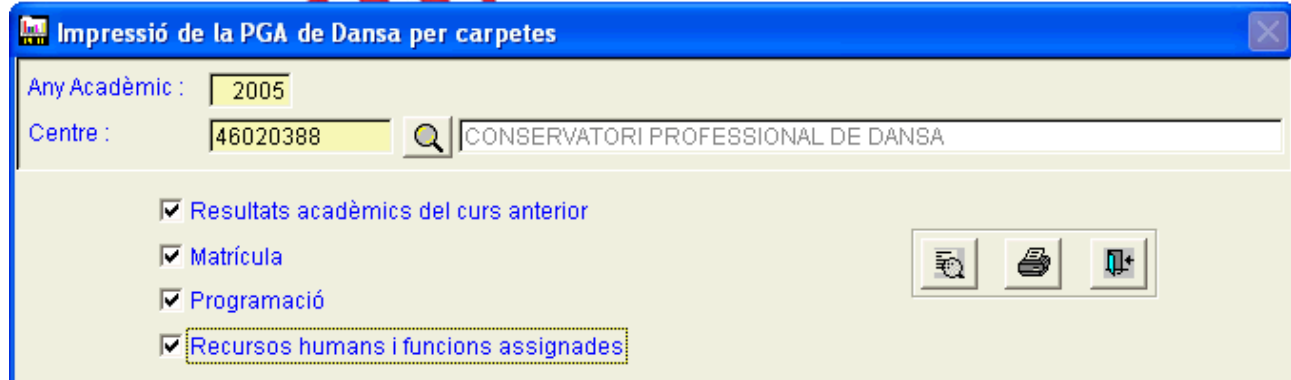 Impressió de la PGA de Dansa per carpetes
Any Acadèmic : 2005
Centre : 46020388 CONSERVATORI PROFESSIONAL DE DANSA
Resultats acadèmics del curs anterior
Matrícula
Programació
Recursos humans i funcions assignades